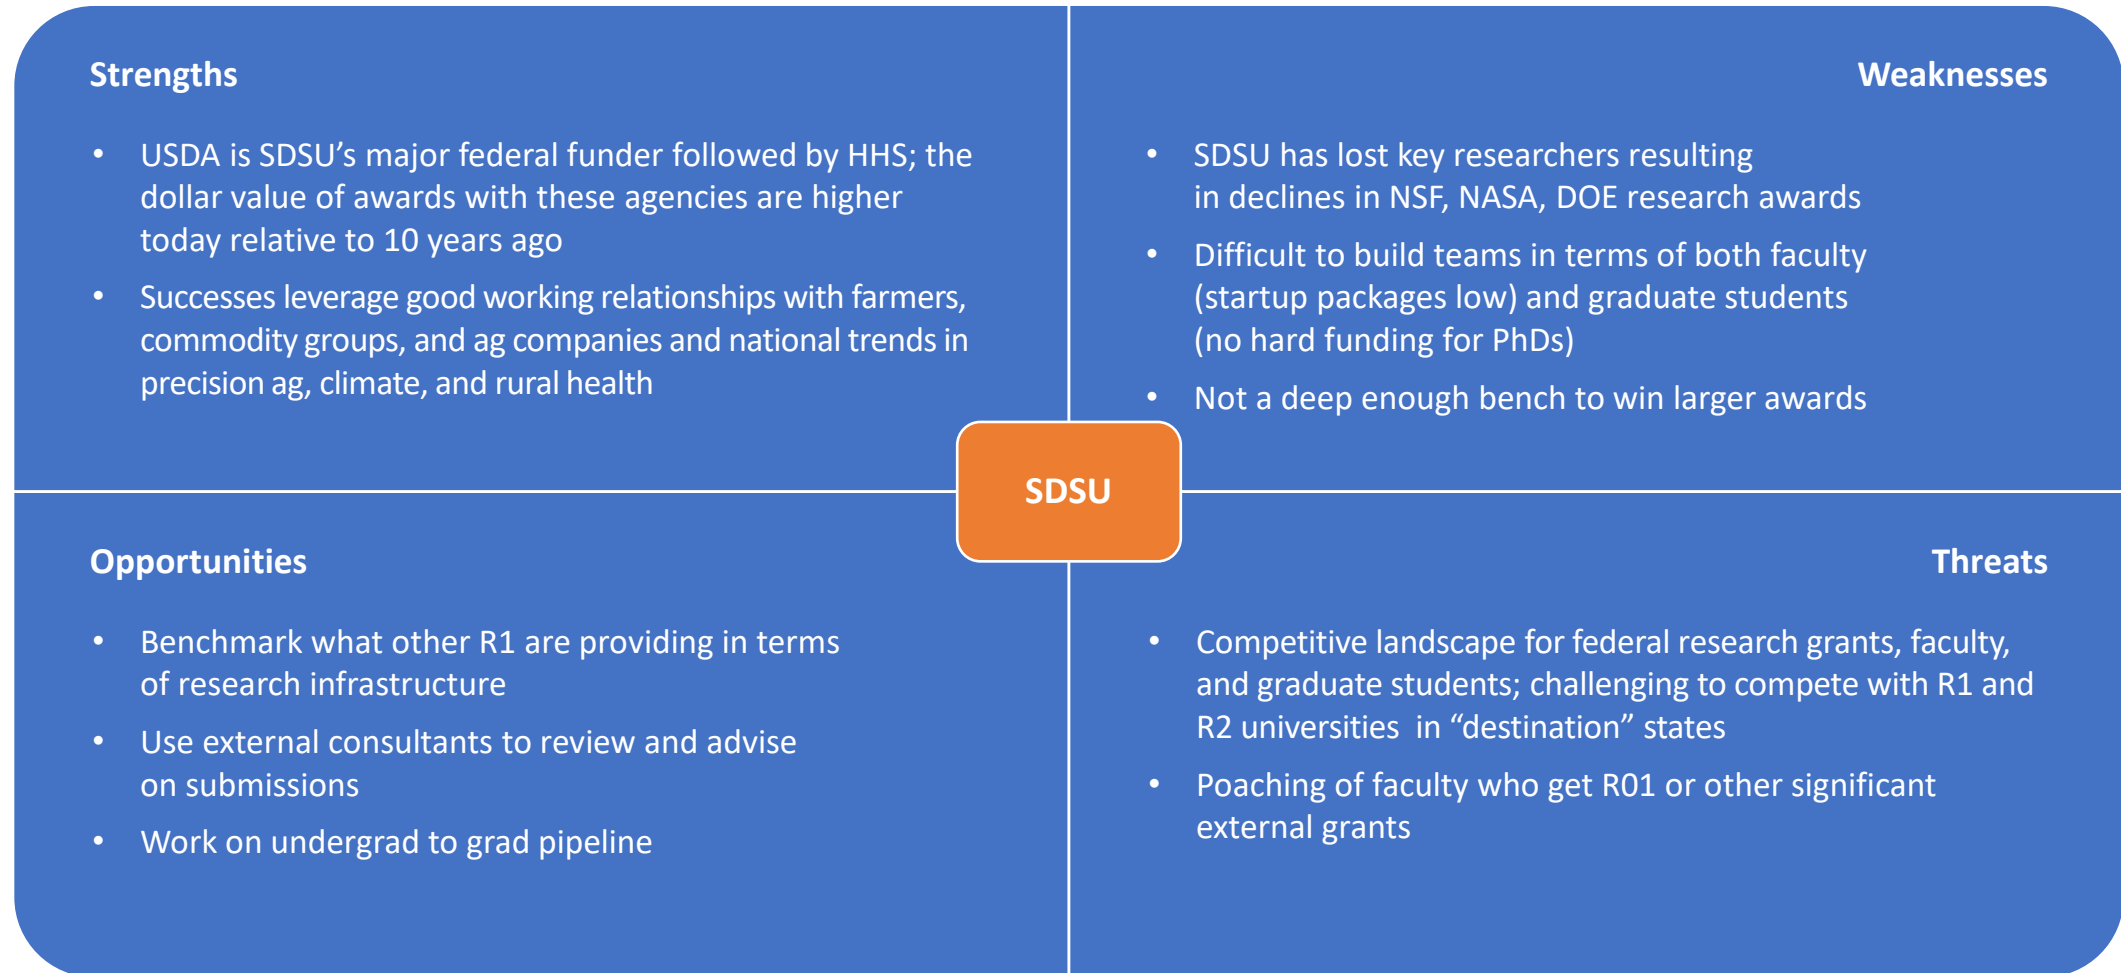 Strengths
• USDA is SDSU’s major federal funder followed by HHS; the
dollar value of awards with these agencies are higher
today relative to 10 years ago
• Successes leverage good working relationships with farmers,
commodity groups, and ag companies and national trends in
precision ag, climate, and rural health
Weaknesses
• SDSU has lost key researchers resulting
in declines in NSF, NASA, DOE research awards
• Difficult to build teams in terms of both faculty
(startup packages low) and graduate students
(no hard funding for PhDs)
• Not a deep enough bench to win larger awards
SDSU
Opportunities
• Benchmark what other R1 are providing in terms
of research infrastructure
• Use external consultants to review and advise
on submissions
• Work on undergrad to grad pipeline
Threats
• Competitive landscape for federal research grants, faculty,
and graduate students; challenging to compete with R1 and
R2 universities  in “destination” states
• Poaching of faculty who get R01 or other significant
external grants